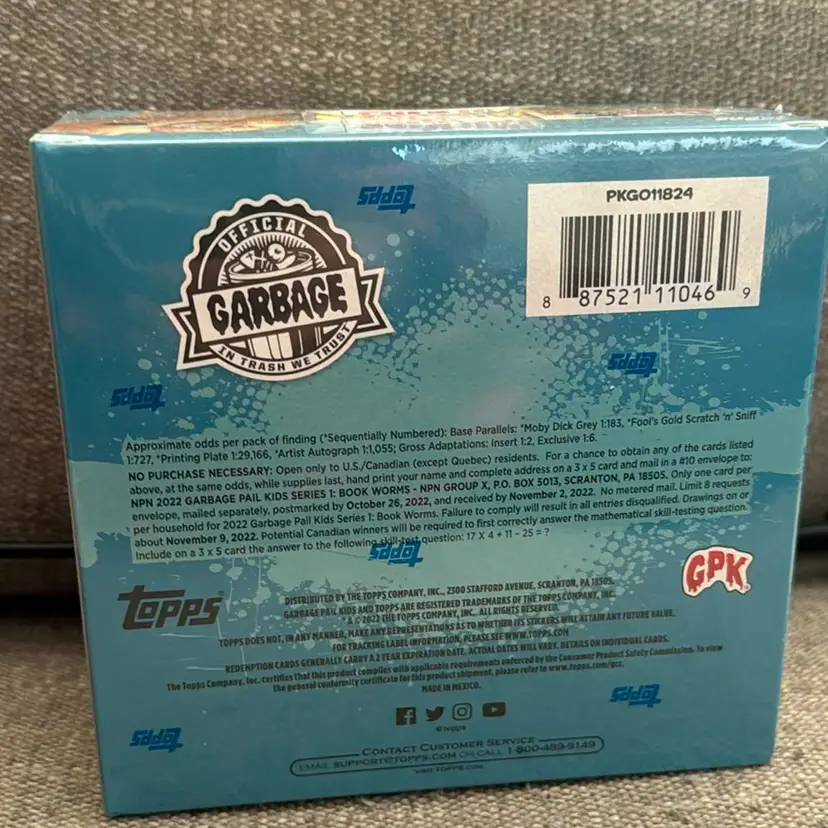 Topps
PKGO11824
8 87521 11046 9
OFFICIAL
GARBAGE
IN TRASH WE TRUST
Topps
Topps
Approximate odds per pack of finding (*Sequentially Numbered): Base Parallels: *Moby Dick Grey 1:183, *Fool's Gold Scratch 'n' Sniff
1:727, *Printing Plate 1:29,166, *Artist Autograph 1:1,055; Gross Adaptations: Insert 1:2, Exclusive 1:6.
NO PURCHASE NECESSARY: Open only to U.S./Canadian (except Quebec) residents. For a chance to obtain any of the cards listed
above, at the same odds, while supplies last, hand print your name and complete address on a 3 x 5 card and mail in a #10 envelope to:
NPN 2022 GARBAGE PAIL KIDS SERIES 1: BOOK WORMS - NPN GROUP X, P.O. BOX 5013, SCRANTON, PA 18505. Only one card per
envelope, mailed separately, postmarked by October 26, 2022, and received by November 2, 2022. No metered mail. Limit 8 requests
per household for 2022 Garbage Pail Kids Series 1: Book Worms. Failure to comply will result in all entries disqualified. Drawings on or
about November 9, 2022. Potential Canadian winners will be required to first correctly answer the mathematical skill-testing question.
Include on a 3 x 5 card the answer to the following skill-test question: 17 X 4 + 11 - 25 = ?
Topps
GPK
Topps
DISTRIBUTED BY THE TOPPS COMPANY, INC., 2300 STAFFORD AVENUE, SCRANTON, PA 18505.
GARBAGE PAIL KIDS AND TOPPS ARE REGISTERED TRADEMARKS OF THE TOPPS COMPANY, INC.
® & © 2022 THE TOPPS COMPANY, INC. ALL RIGHTS RESERVED.
TOPPS DOES NOT, IN ANY MANNER, MAKE ANY REPRESENTATIONS AS TO WHETHER ITS STICKERS WILL ATTAIN ANY FUTURE VALUE.
FOR TRACKING LABEL INFORMATION, PLEASE SEE WWW.TOPPS.COM
REDEMPTION CARDS GENERALLY CARRY A 2 YEAR EXPIRATION DATE. ACTUAL DATES WILL VARY. DETAILS ON INDIVIDUAL CARDS.
The Topps Company, Inc. certifies that this product complies with applicable requirements enforced by the Consumer Product Safety Commission. To view
the general conformity certificate for this product shipment, please refer to www.topps.com/gcc.
MADE IN MEXICO.
Topps
@topps
Topps
CONTACT CUSTOMER SERVICE
EMAIL SUPPORT@TOPPS.COM OR CALL 1-800-489-9149
VISIT TOPPS.COM